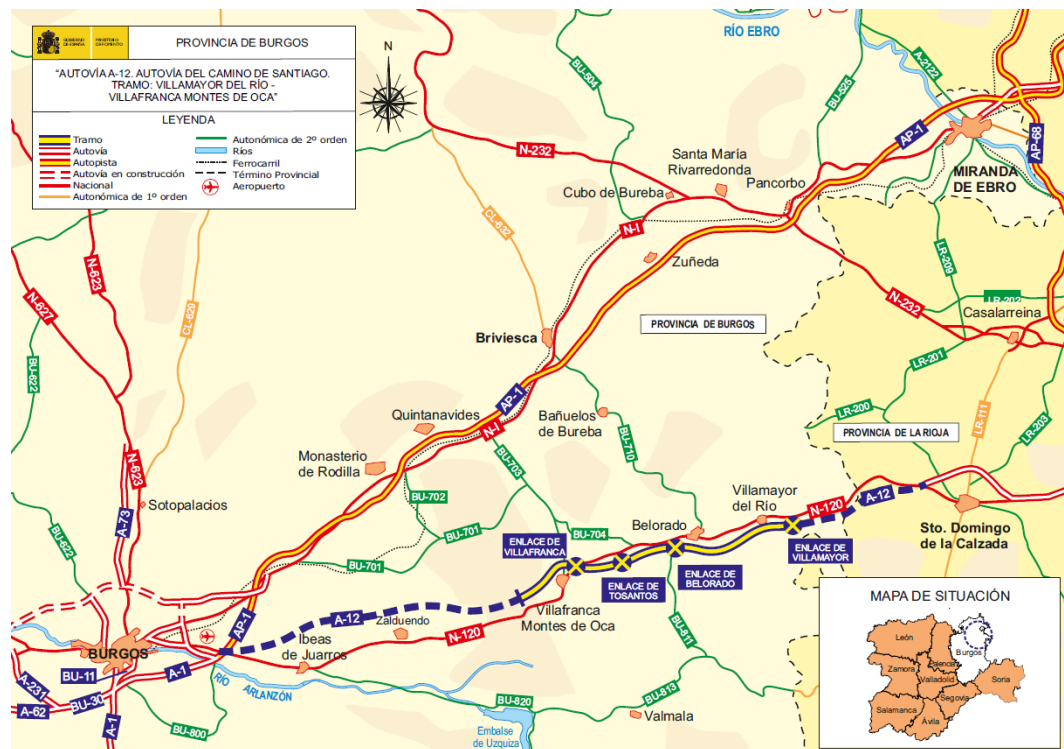 GOBIERNO
DE ESPAÑA
MINISTERIO
DE FOMENTO
PROVINCIA DE BURGOS
“AUTOVÍA A-12. AUTOVÍA DEL CAMINO DE SANTIAGO.
TRAMO: VILLAMAYOR DEL RÍO -
VILLAFRANCA MONTES DE OCA”
LEYENDA
Tramo
Autovía
Autopista
Autovía en construcción
Nacional
Autonómica de 1º orden
Autonómica de 2º orden
Ríos
Ferrocarril
Término Provincial
Aeropuerto
N
RÍO EBRO
BU-504
BU-525
A-2122
AP-1
AP-68
N-232
Santa María
Rivarredonda
Pancorbo
Cubo de Bureba
MIRANDA
DE EBRO
CL-632
N-I
Zuñeda
LR-209
N-623
N-627
CL-629
N-232
LR-202
Casalarreina
PROVINCIA DE BURGOS
Briviesca
BU-622
LR-201
AP-1
LR-200
LR-111
LR-203
Quintanavides
N-I
Bañuelos
de Bureba
BU-710
PROVINCIA DE LA RIOJA
Monasterio
de Rodilla
BU-703
N-623
BU-702
Sotopalacios
A-73
BU-701
BU-704
Belorado
Villamayor
del Río
N-120
A-12
Sto. Domingo
de la Calzada
ENLACE DE
VILLAFRANCA
ENLACE DE
TOSANTOS
ENLACE DE
BELORADO
ENLACE DE
VILLAMAYOR
BU-622
BU-701
AP-1
A-12
Zalduendo
Villafranca
Montes de Oca
N-120
Ibeas
de Juarros
BU-811
BURGOS
BU-11
A-1
A-231
BU-30
A-62
A-1
BU-800
RÍO
ARLANZÓN
BU-820
BU-813
Valmala
Embalse
de Uzquiza
MAPA DE SITUACIÓN
León
Palencia
Burgos
Zamora
Valladolid
Soria
Segovia
Salamanca
Ávila